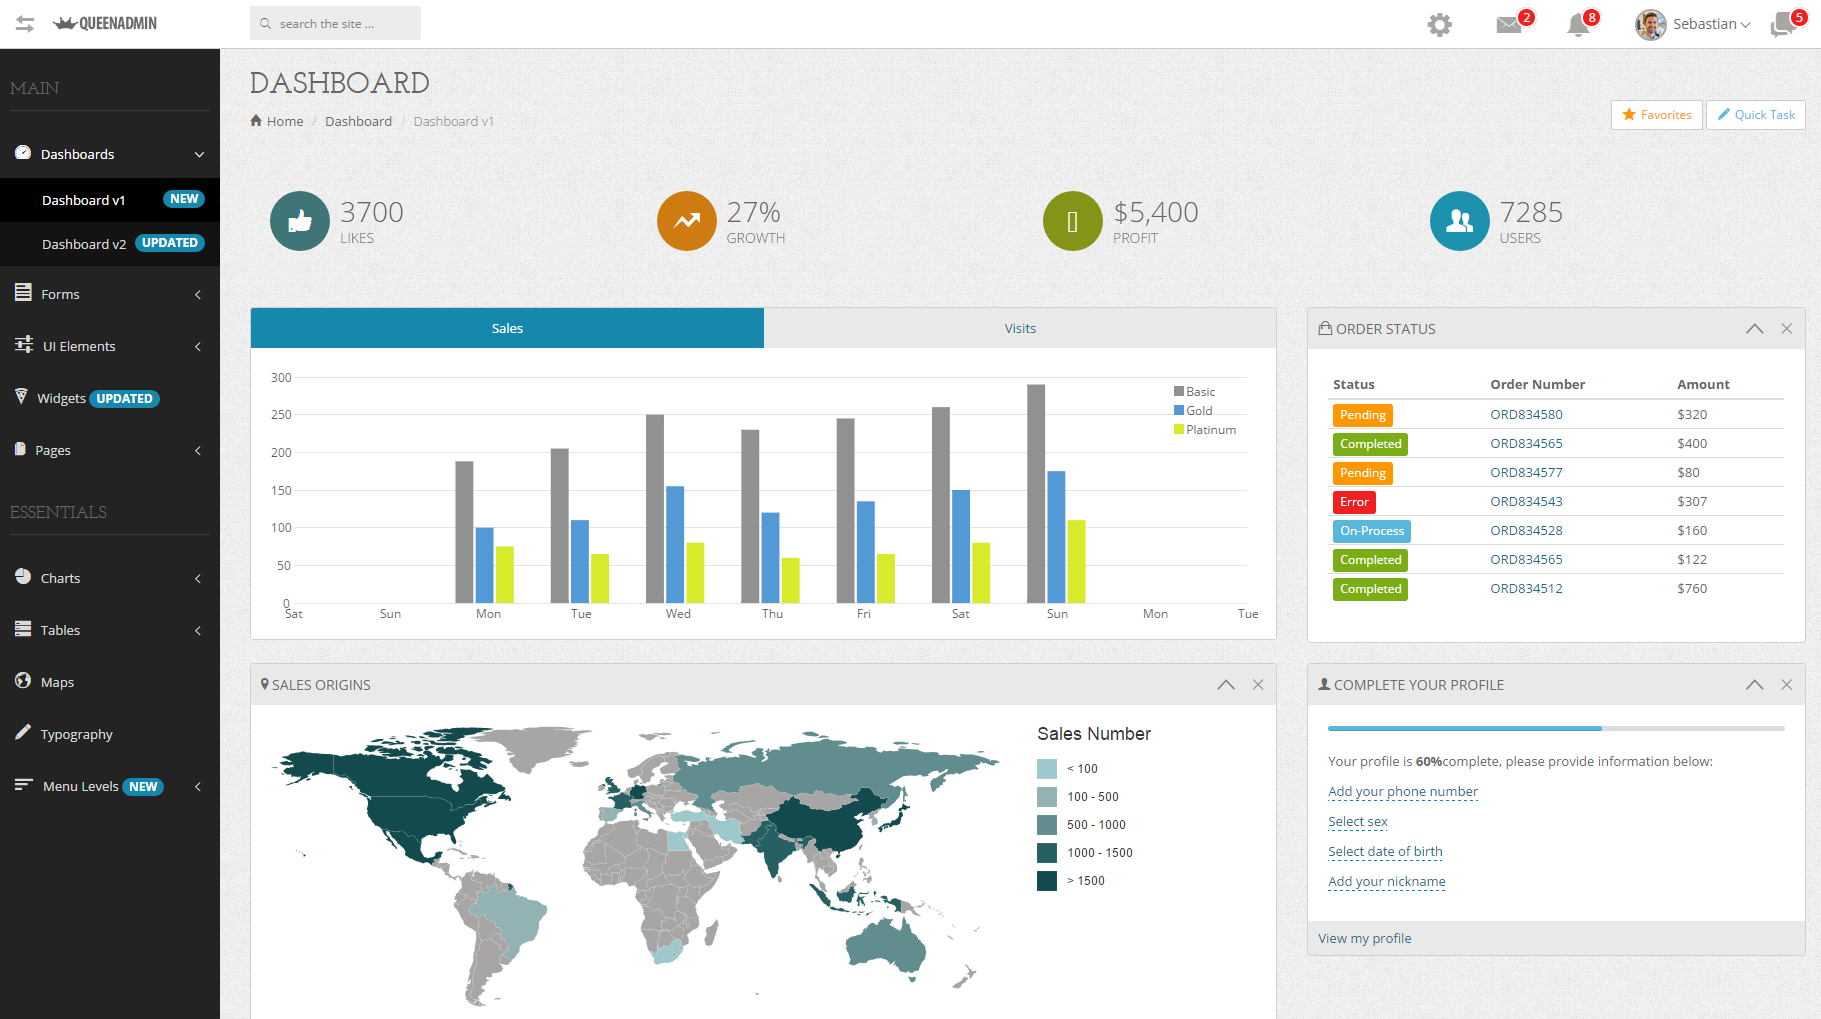 QUEENADMIN
search the site ...
2
8
Sebastian
5
MAIN
Dashboards
Dashboard v1 NEW
Dashboard v2 UPDATED
Forms
UI Elements
Widgets UPDATED
Pages
ESSENTIALS
Charts
Tables
Maps
Typography
Menu Levels NEW
DASHBOARD
Home / Dashboard / Dashboard v1
Favorites
Quick Task
3700
LIKES
27%
GROWTH
$5,400
PROFIT
7285
USERS
Sales
Visits
300
250
200
150
100
50
0
Basic
Gold
Platinum
Sat Sun Mon Tue Wed Thu Fri Sat Sun Mon Tue
ORDER STATUS
Status Order Number Amount
Pending ORD834580 $320
Completed ORD834565 $400
Pending ORD834577 $80
Error ORD834543 $307
On-Process ORD834528 $160
Completed ORD834565 $122
Completed ORD834512 $760
SALES ORIGINS
Sales Number
< 100
100 - 500
500 - 1000
1000 - 1500
> 1500
COMPLETE YOUR PROFILE
Your profile is 60%complete, please provide information below:
Add your phone number
Select sex
Select date of birth
Add your nickname
View my profile